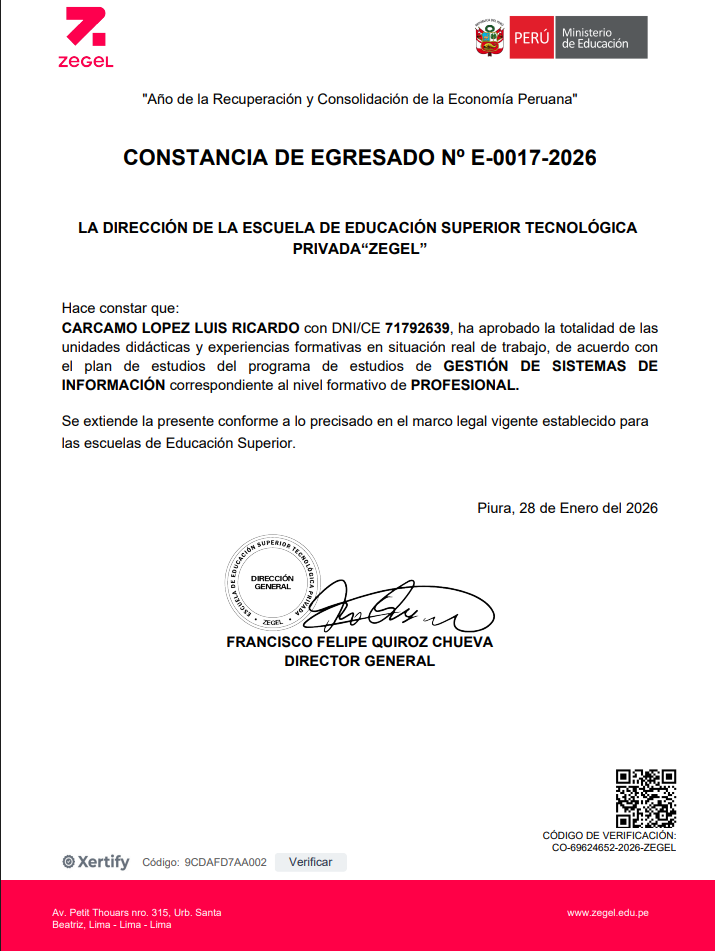 ZEGEL
PERÚ
Ministerio
de Educación
"Año de la Recuperación y Consolidación de la Economía Peruana"
CONSTANCIA DE EGRESADO Nº E-0017-2026
LA DIRECCIÓN DE LA ESCUELA DE EDUCACIÓN SUPERIOR TECNOLÓGICA
PRIVADA“ZEGEL”
Hace constar que:
CARCAMO LOPEZ LUIS RICARDO con DNI/CE 71792639, ha aprobado la totalidad de las
unidades didácticas y experiencias formativas en situación real de trabajo, de acuerdo con
el plan de estudios del programa de estudios de GESTIÓN DE SISTEMAS DE
INFORMACIÓN correspondiente al nivel formativo de PROFESIONAL.
Se extiende la presente conforme a lo precisado en el marco legal vigente establecido para
las escuelas de Educación Superior.
Piura, 28 de Enero del 2026
ESCUELA DE EDUCACIÓN SUPERIOR TECNOLÓGICA PRIVADA
DIRECCIÓN
GENERAL
ZEGEL
FRANCISCO FELIPE QUIROZ CHUEVA
DIRECTOR GENERAL
CÓDIGO DE VERIFICACIÓN:
CO-69624652-2026-ZEGEL
Xertify Código: 9CDAFD7AA002 Verificar
Av. Petit Thouars nro. 315, Urb. Santa
Beatriz, Lima - Lima - Lima
www.zegel.edu.pe